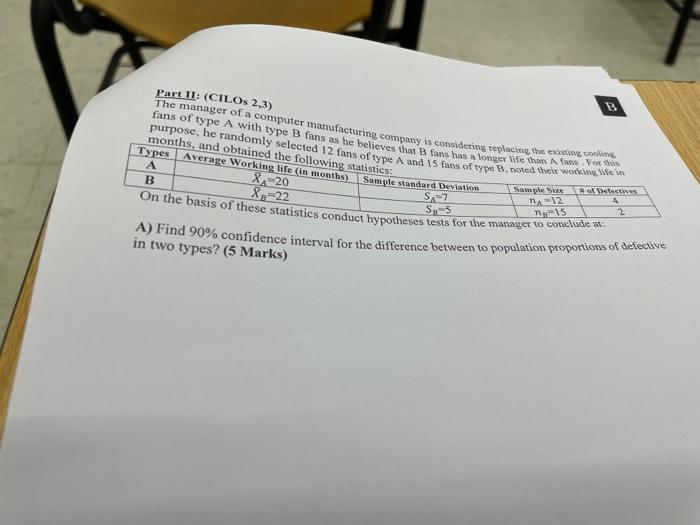 B
Part II: (CILOs 2,3)
The manager of a computer manufacturing company is considering replacing the existing cooling
fans of type A with type B fans as he believes that B fans has a longer life than A fans . For this
purpose, he randomly selected 12 fans of type A and 15 fans of type B, noted their working life in
months, and obtained the following statistics:
Types Average Working life (in months) Sample standard Deviation Sample Size # of Defectives
A X̄A=20 SA=7 nA=12 4
B X̄B=22 SB=5 nB=15 2
On the basis of these statistics conduct hypotheses tests for the manager to conclude at:
A) Find 90% confidence interval for the difference between to population proportions of defective
in two types? (5 Marks)